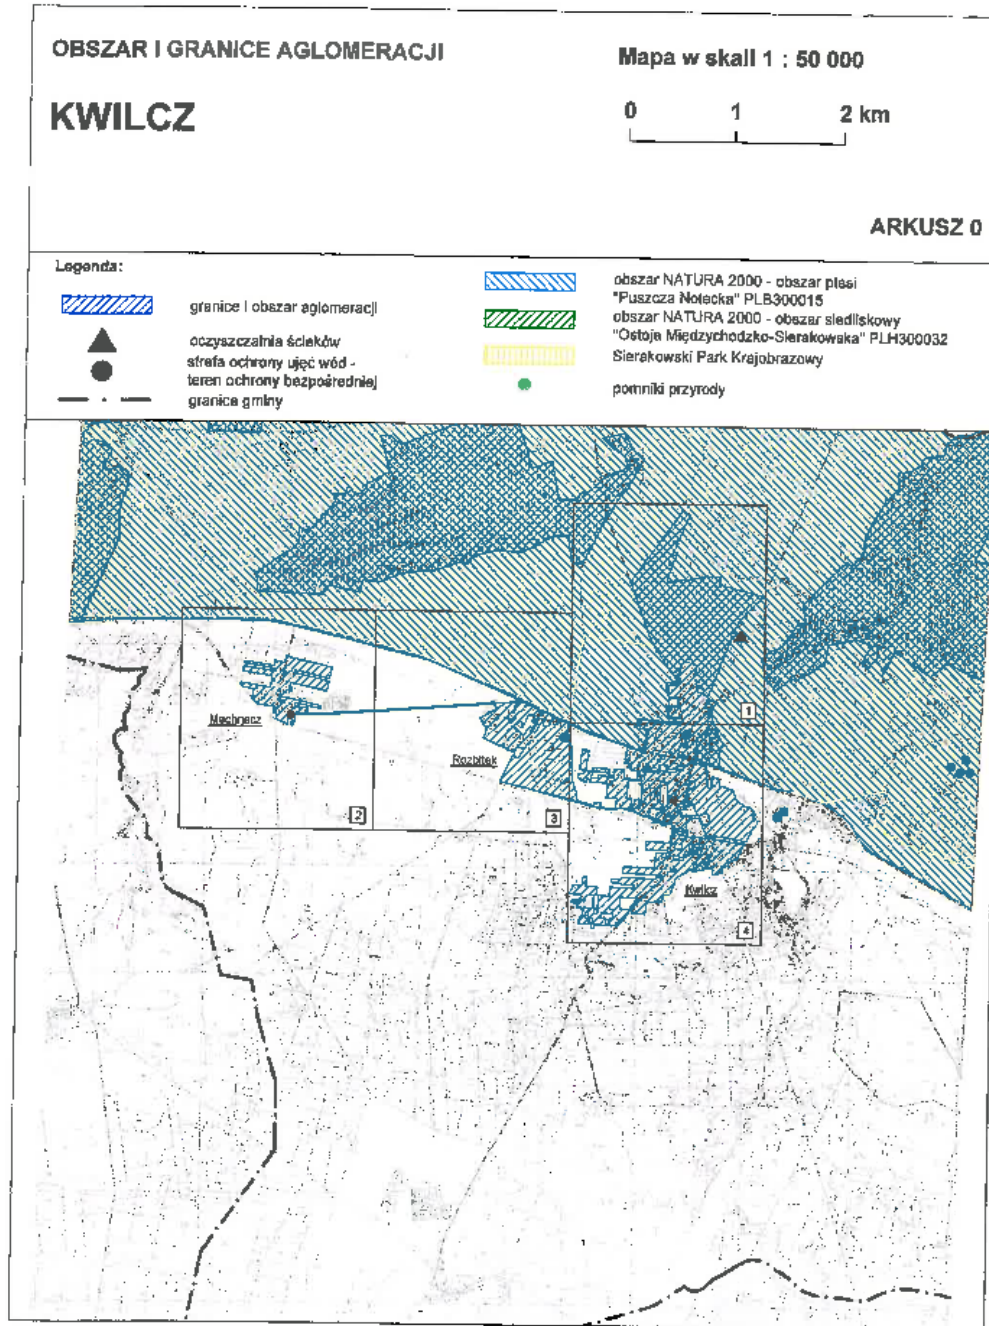 OBSZAR I GRANICE AGLOMERACJI
KWILCZ
Mapa w skali 1 : 50 000
0 1 2 km
ARKUSZ 0
Legenda:
granice i obszar aglomeracji
oczyszczalnia ścieków
strefa ochrony ujęć wód -
teren ochrony bezpośredniej
granice gminy
obszar NATURA 2000 - obszar ptasi
"Puszcza Notecka" PLB300015
obszar NATURA 2000 - obszar siedliskowy
"Ostoja Międzychodzko-Sierakowska" PLH300032
Sierakowski Park Krajobrazowy
pomniki przyrody
1
Mechnacz
Rozbitek
2
3
Kwilcz
4